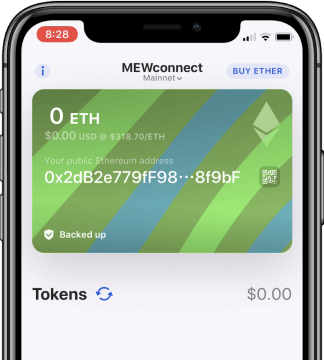 8:28
MEWconnect
Mainnet
BUY ETHER
0 ETH
$0.00 USD @ $318.70/ETH
Your public Ethereum address
0x2dB2e779fF98···8f9bF
Backed up
Tokens
$0.00